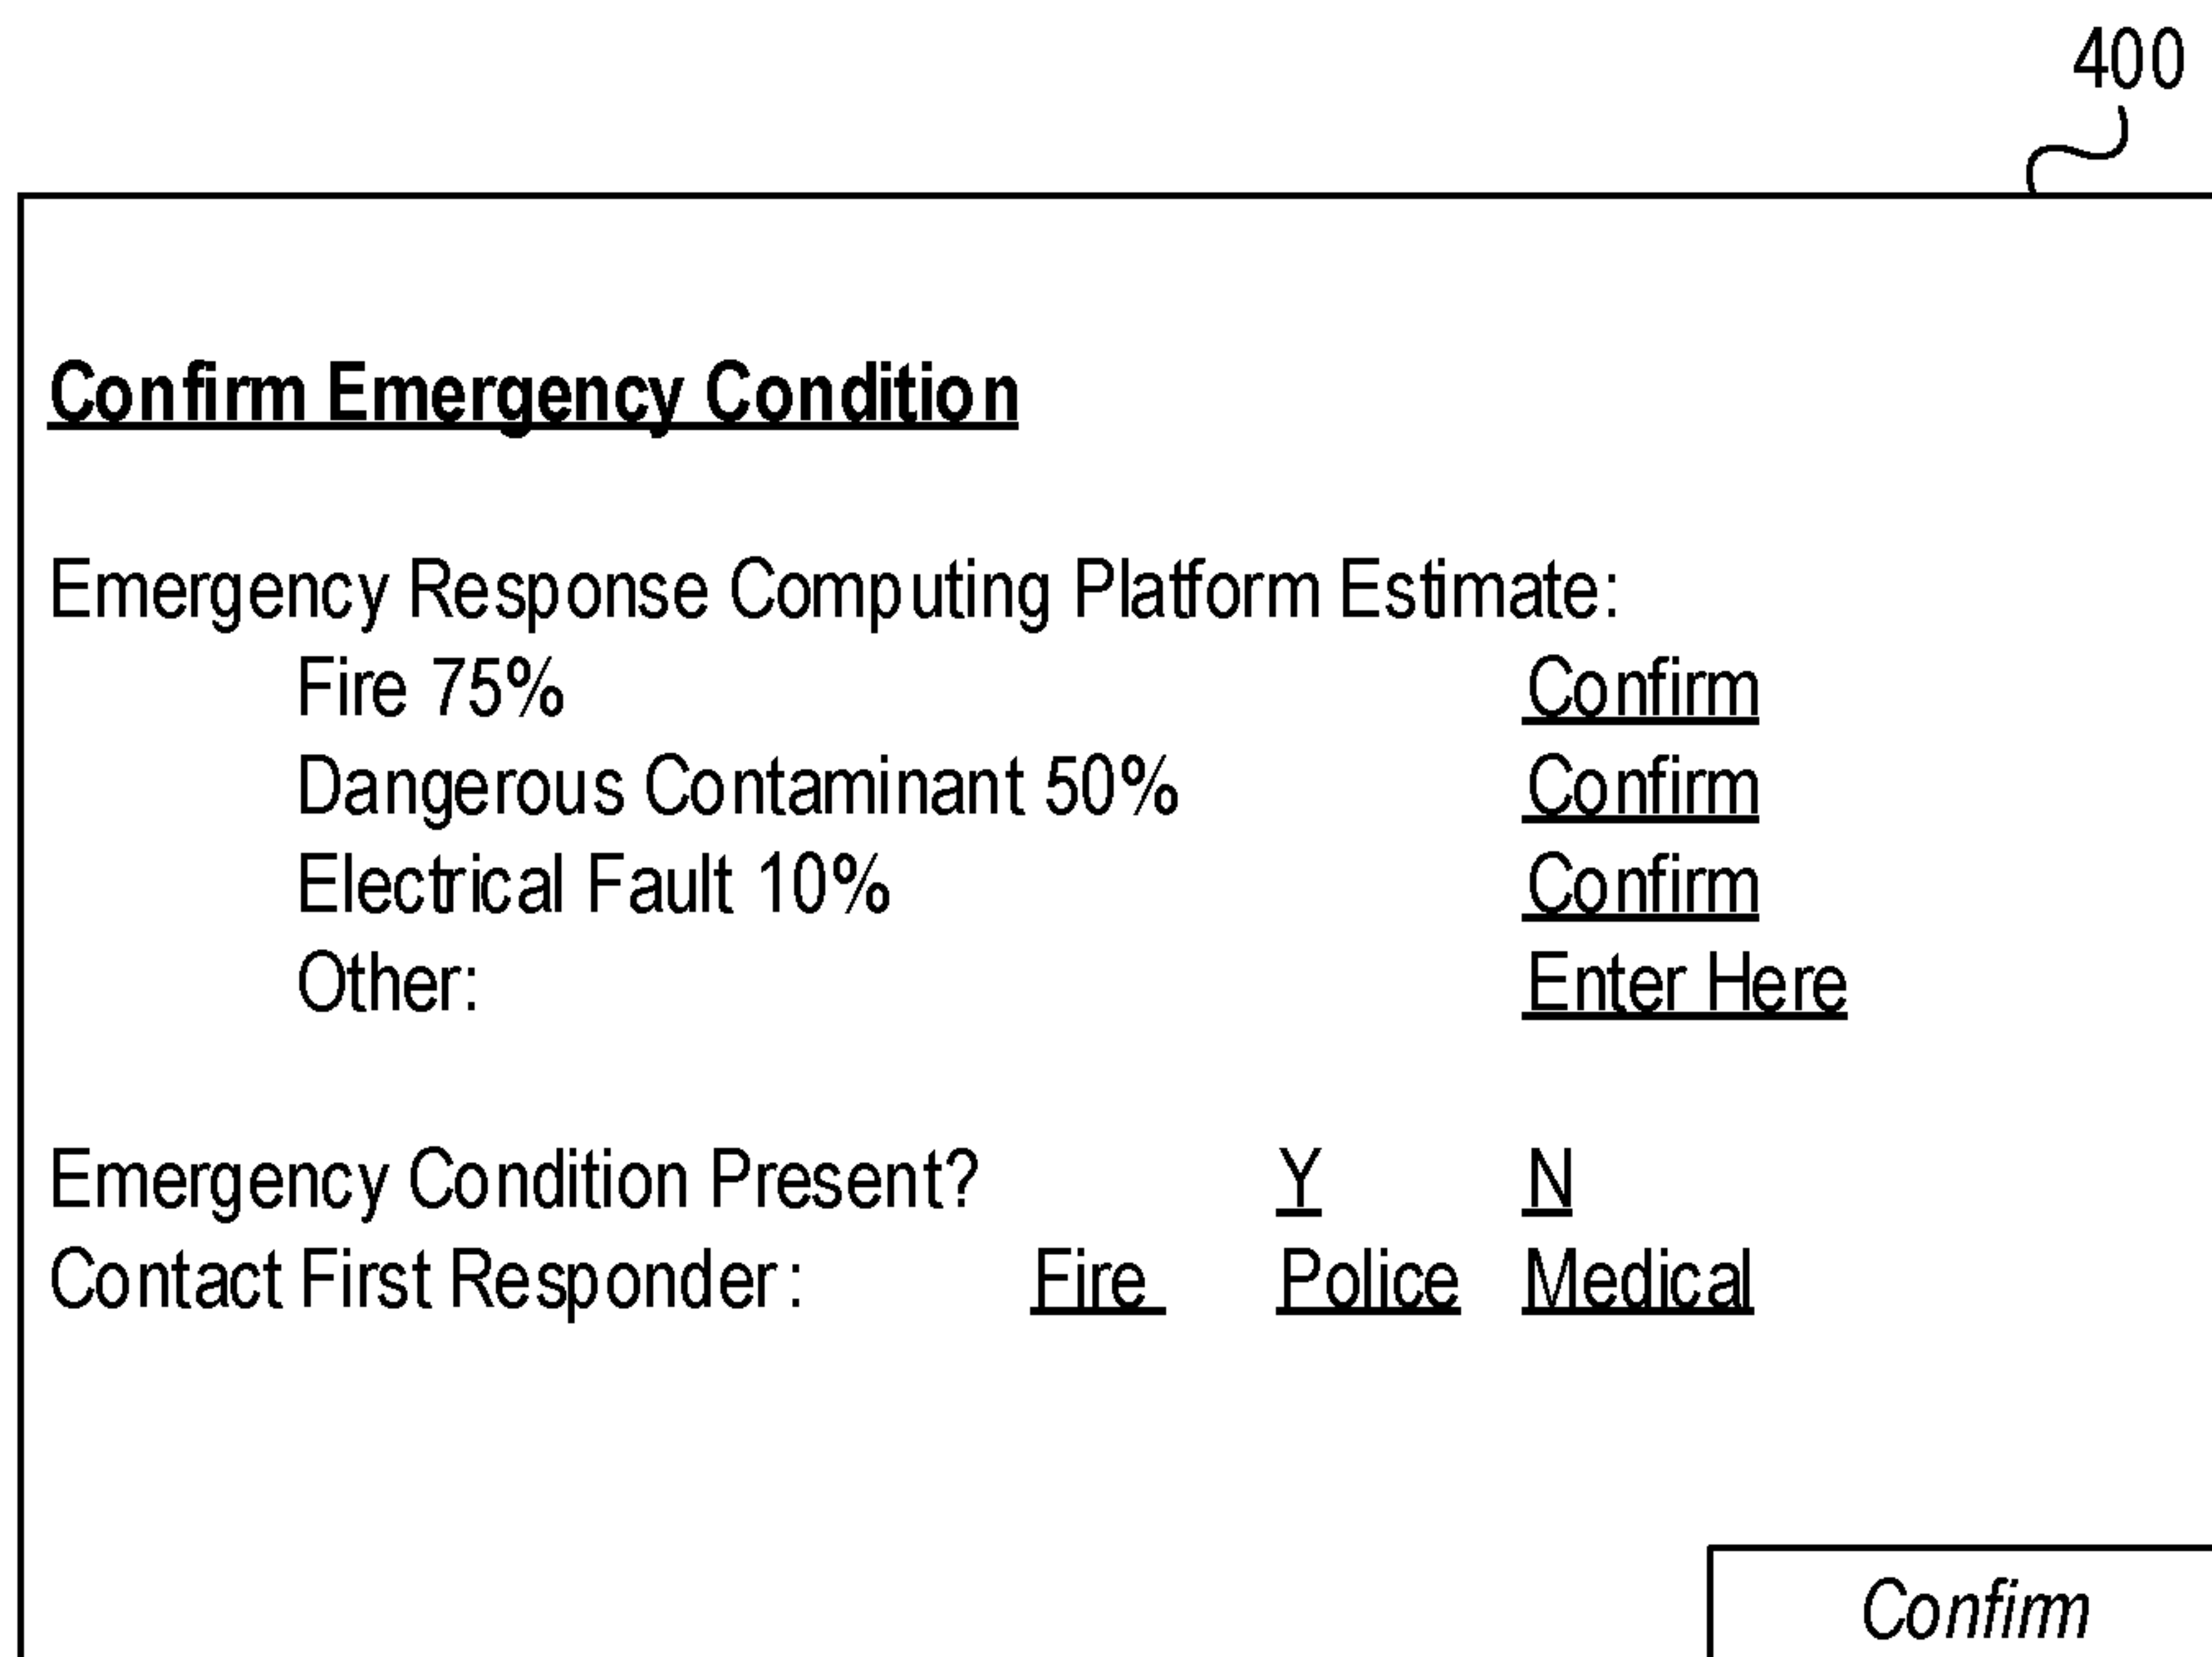 400
Confirm Emergency Condition
Emergency Response Computing Platform Estimate:
Fire 75% Confirm
Dangerous Contaminant 50% Confirm
Electrical Fault 10% Confirm
Other: Enter Here
Emergency Condition Present? Y N
Contact First Responder: Fire Police Medical
Confirm